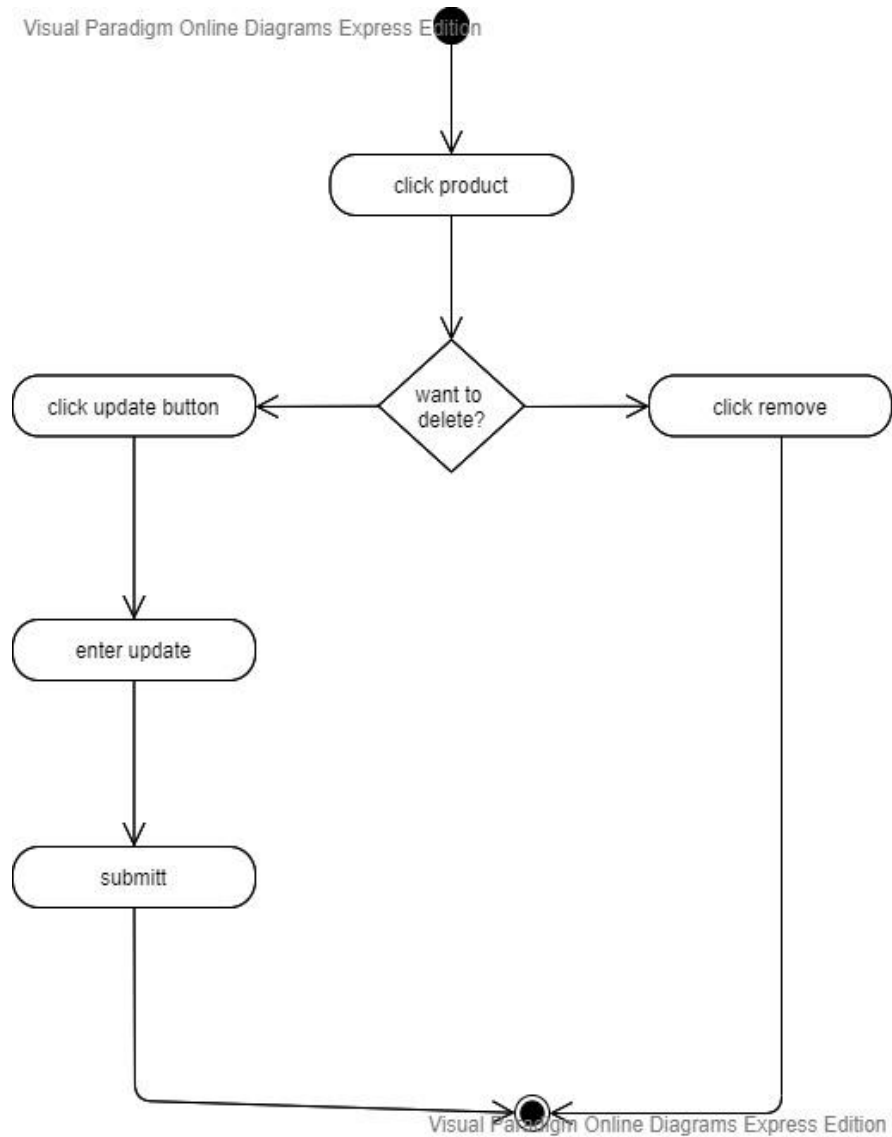 Visual Paradigm Online Diagrams Express Edition
click product
click update button
want to
delete?
click remove
enter update
submitt
Visual Paradigm Online Diagrams Express Edition